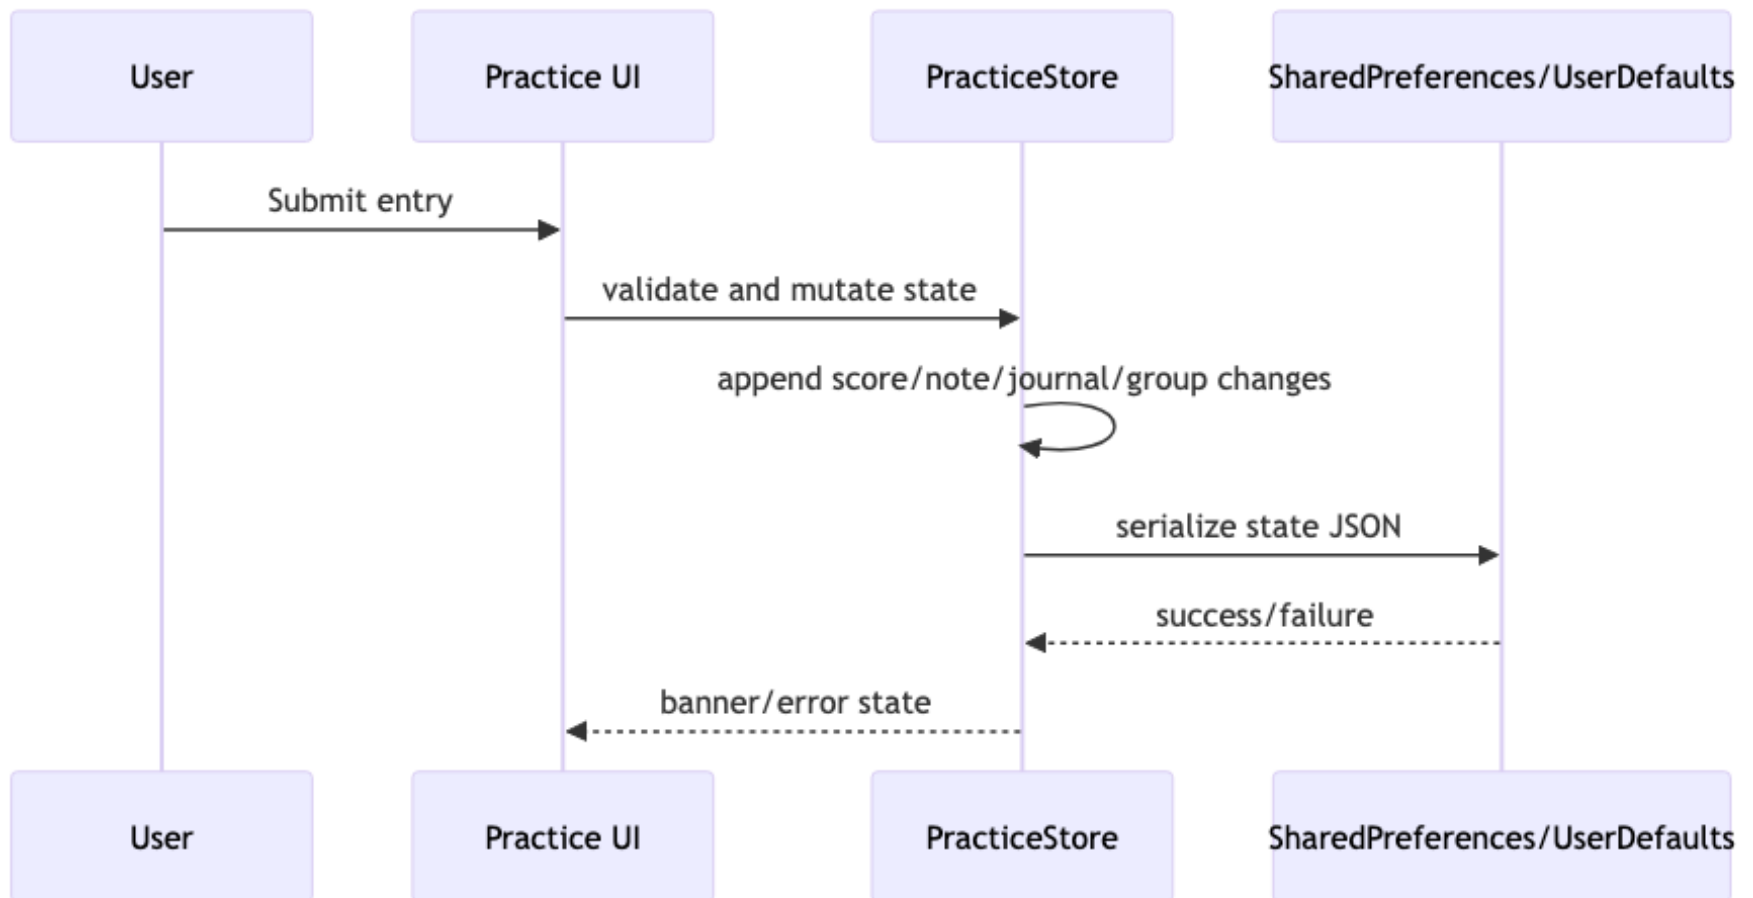 User
Practice UI
PracticeStore
SharedPreferences/UserDefaults
Submit entry
validate and mutate state
append score/note/journal/group changes
serialize state JSON
success/failure
banner/error state
User
Practice UI
PracticeStore
SharedPreferences/UserDefaults